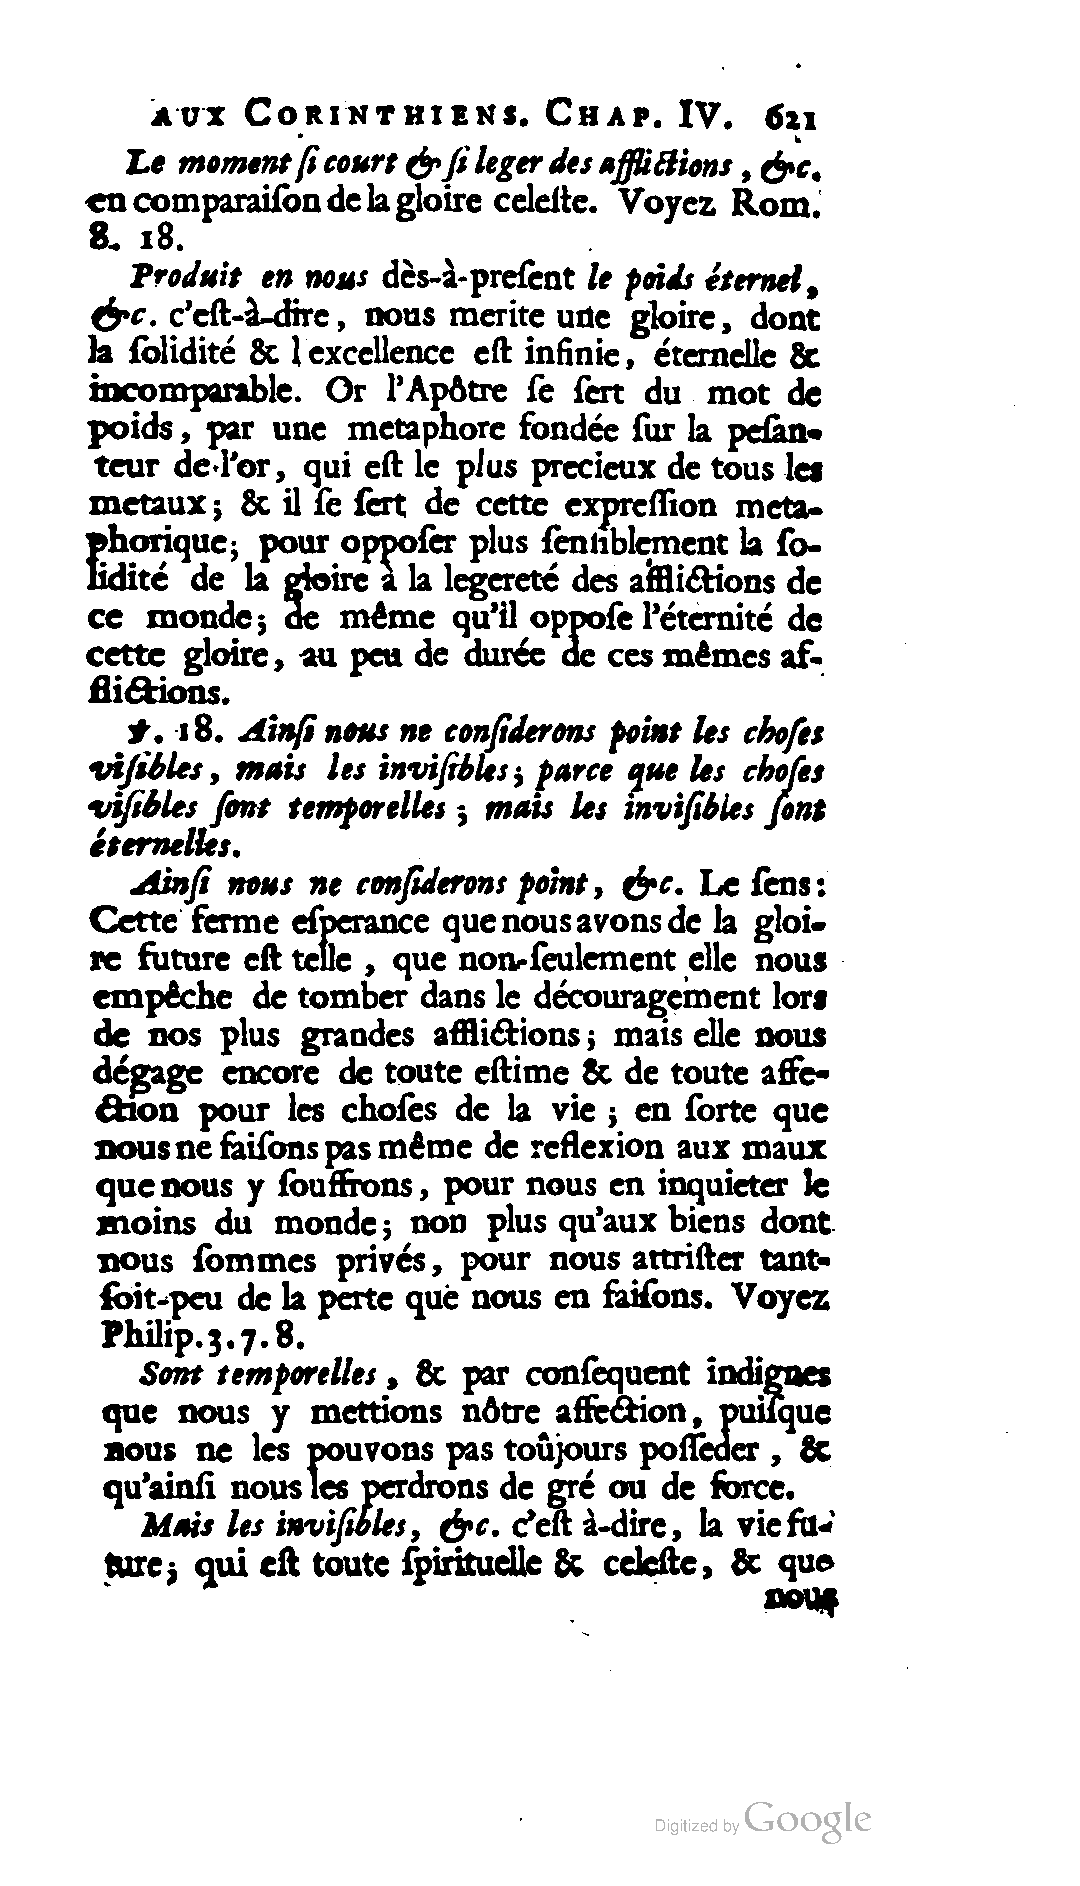 AUX CORINTHIENS. CHAP. IV. 621
Le moment ſi court & ſi leger des afflictions, &c.
en comparaiſon de la gloire celeſte. Voyez Rom.
8. 18.
Produit en nous dès-à-preſent le poids éternel,
&c. c'eſt-à-dire, nous merite une gloire, dont
la ſolidité & l excellence eſt infinie, éternelle &
incomparable. Or l'Apôtre ſe ſert du mot de
poids, par une metaphore fondée ſur la peſan-
teur de l'or, qui eſt le plus precieux de tous les
metaux; & il ſe ſert de cette expreſſion meta-
phorique; pour oppoſer plus ſenſiblement la ſo-
lidité de la gloire à la legereté des afflictions de
ce monde; de même qu'il oppoſe l'éternité de
cette gloire, au peu de durée de ces mêmes af-
flictions.
℣. 18. Ainſi nous ne conſiderons point les choſes
viſibles, mais les inviſibles; parce que les choſes
viſibles ſont temporelles; mais les inviſibles ſont
éternelles.
Ainſi nous ne conſiderons point, &c. Le ſens:
Cette ferme eſperance que nous avons de la gloi-
re future eſt telle, que non-ſeulement elle nous
empêche de tomber dans le découragement lors
de nos plus grandes afflictions; mais elle nous
dégage encore de toute eſtime & de toute affe-
ction pour les choſes de la vie; en ſorte que
nous ne faiſons pas même de reflexion aux maux
que nous y ſouffrons, pour nous en inquieter le
moins du monde; non plus qu'aux biens dont
nous ſommes privés, pour nous attriſter tant-
ſoit-peu de la perte que nous en faiſons. Voyez
Philip. 3. 7. 8.
Sont temporelles, & par conſequent indignes
que nous y mettions nôtre affection, puiſque
nous ne les pouvons pas toûjours poſſeder, &
qu'ainſi nous les perdrons de gré ou de force.
Mais les inviſibles, &c. c'eſt à-dire, la vie fu-
ture; qui eſt toute ſpirituelle & celeſte, & que
nous
Digitized by Google